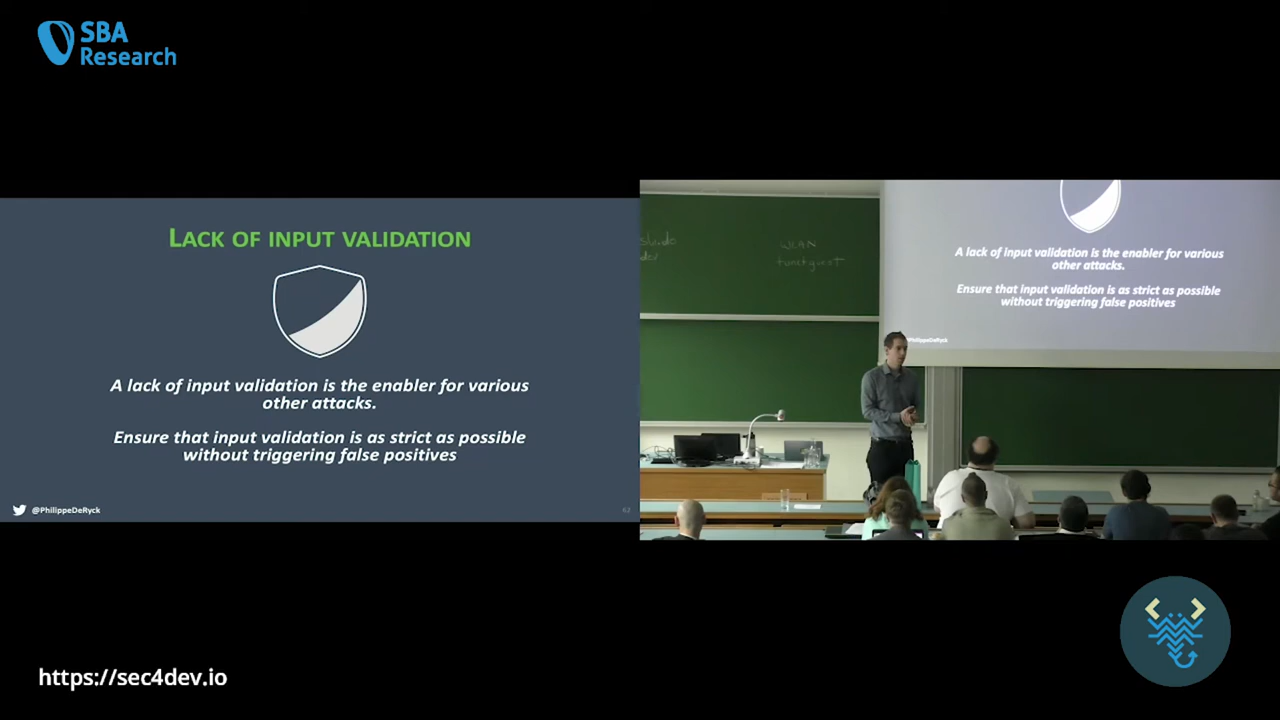 SBA
Research
LACK OF INPUT VALIDATION
A lack of input validation is the enabler for various
other attacks.
Ensure that input validation is as strict as possible
without triggering false positives
@PhilippeDeRyck
62
WLAN
A lack of input validation is the enabler for various
other attacks.
Ensure that input validation is as strict as possible
without triggering false positives
PhilippeDeRyck
https://sec4dev.io